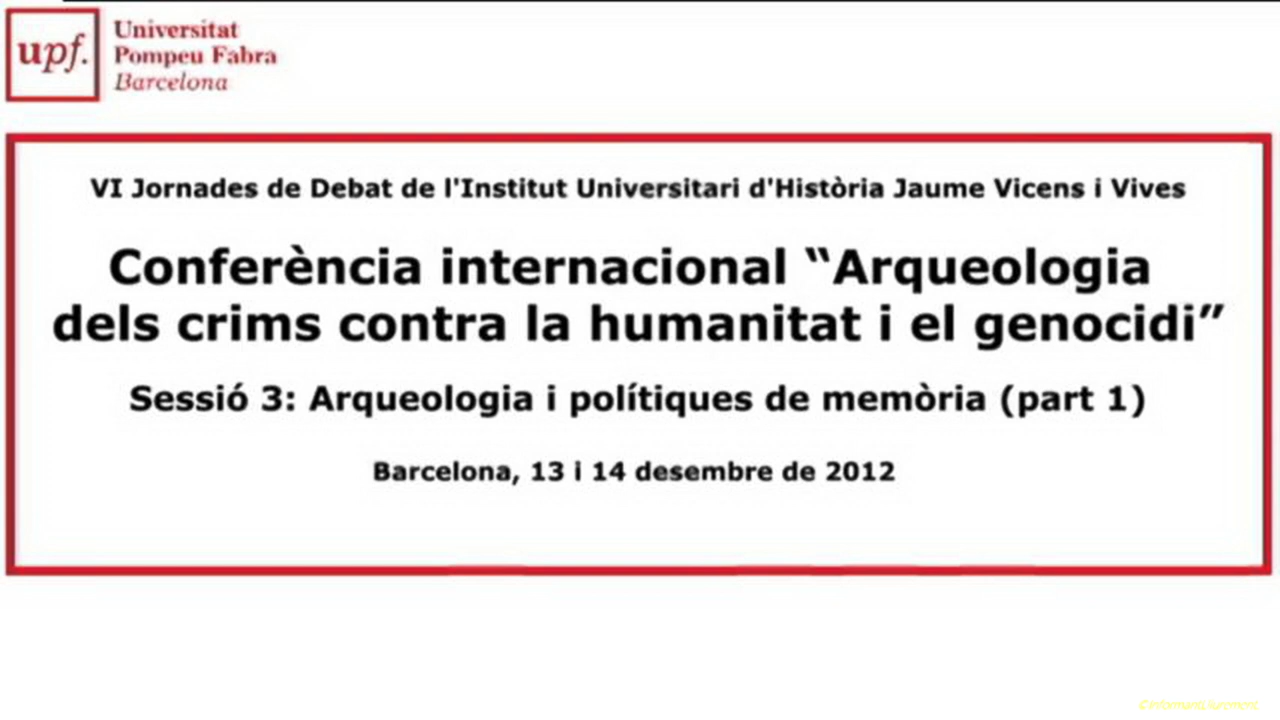 upf.
Universitat
Pompeu Fabra
Barcelona
VI Jornades de Debat de l'Institut Universitari d'Història Jaume Vicens i Vives
Conferència internacional “Arqueologia
dels crims contra la humanitat i el genocidi”
Sessió 3: Arqueologia i polítiques de memòria (part 1)
Barcelona, 13 i 14 desembre de 2012